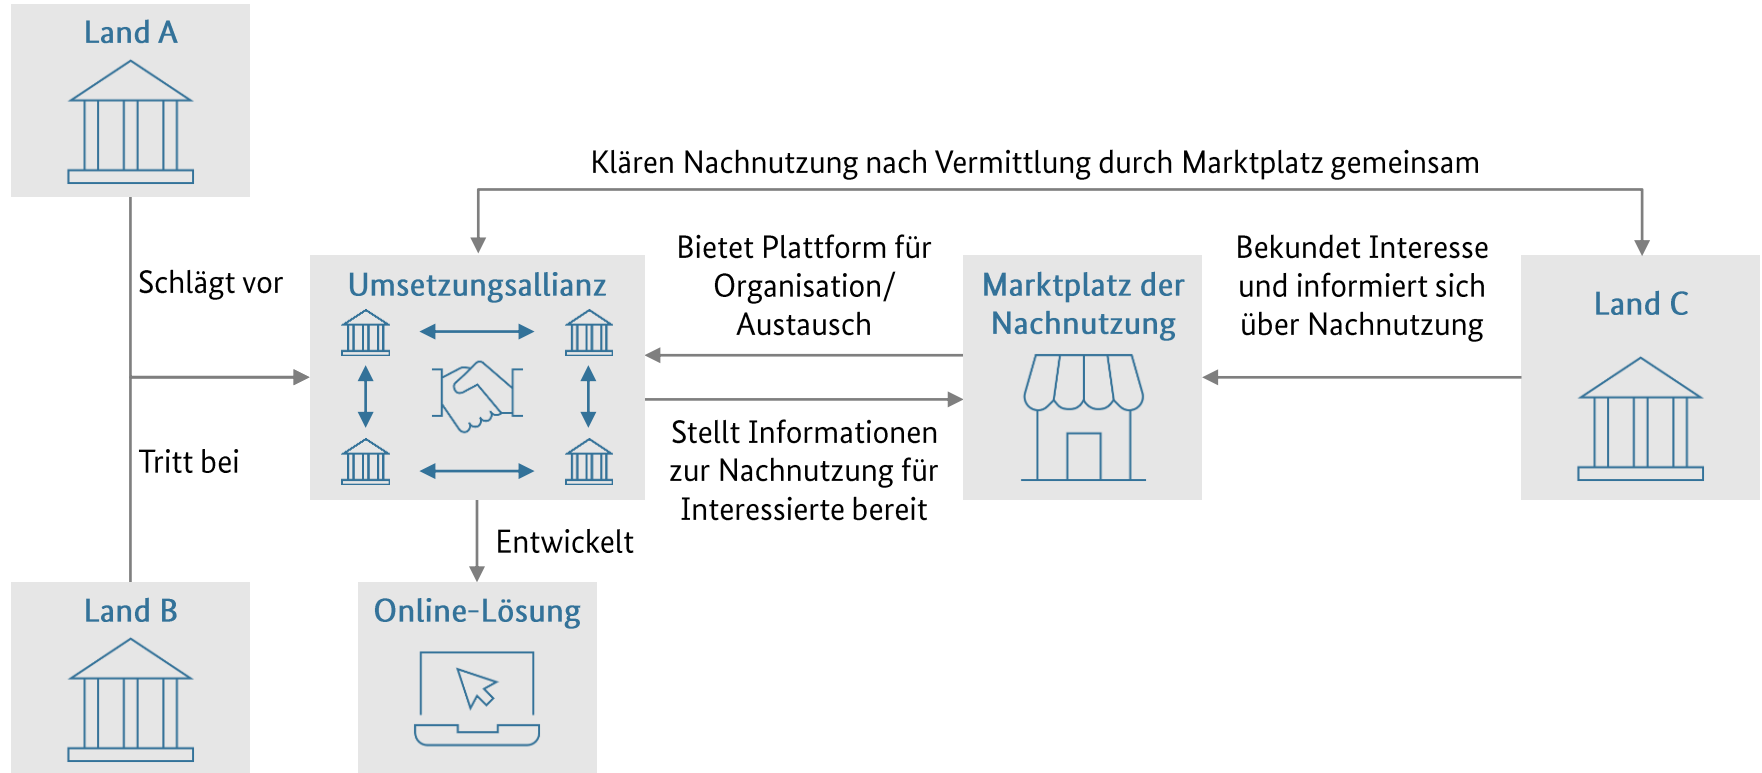 Land A
Klären Nachnutzung nach Vermittlung durch Marktplatz gemeinsam
Schlägt vor
Tritt bei
Umsetzungsallianz
Bietet Plattform für
Organisation/
Austausch
Stellt Informationen
zur Nachnutzung für
Interessierte bereit
Marktplatz der
Nachnutzung
Bekundet Interesse
und informiert sich
über Nachnutzung
Land C
Entwickelt
Land B
Online-Lösung